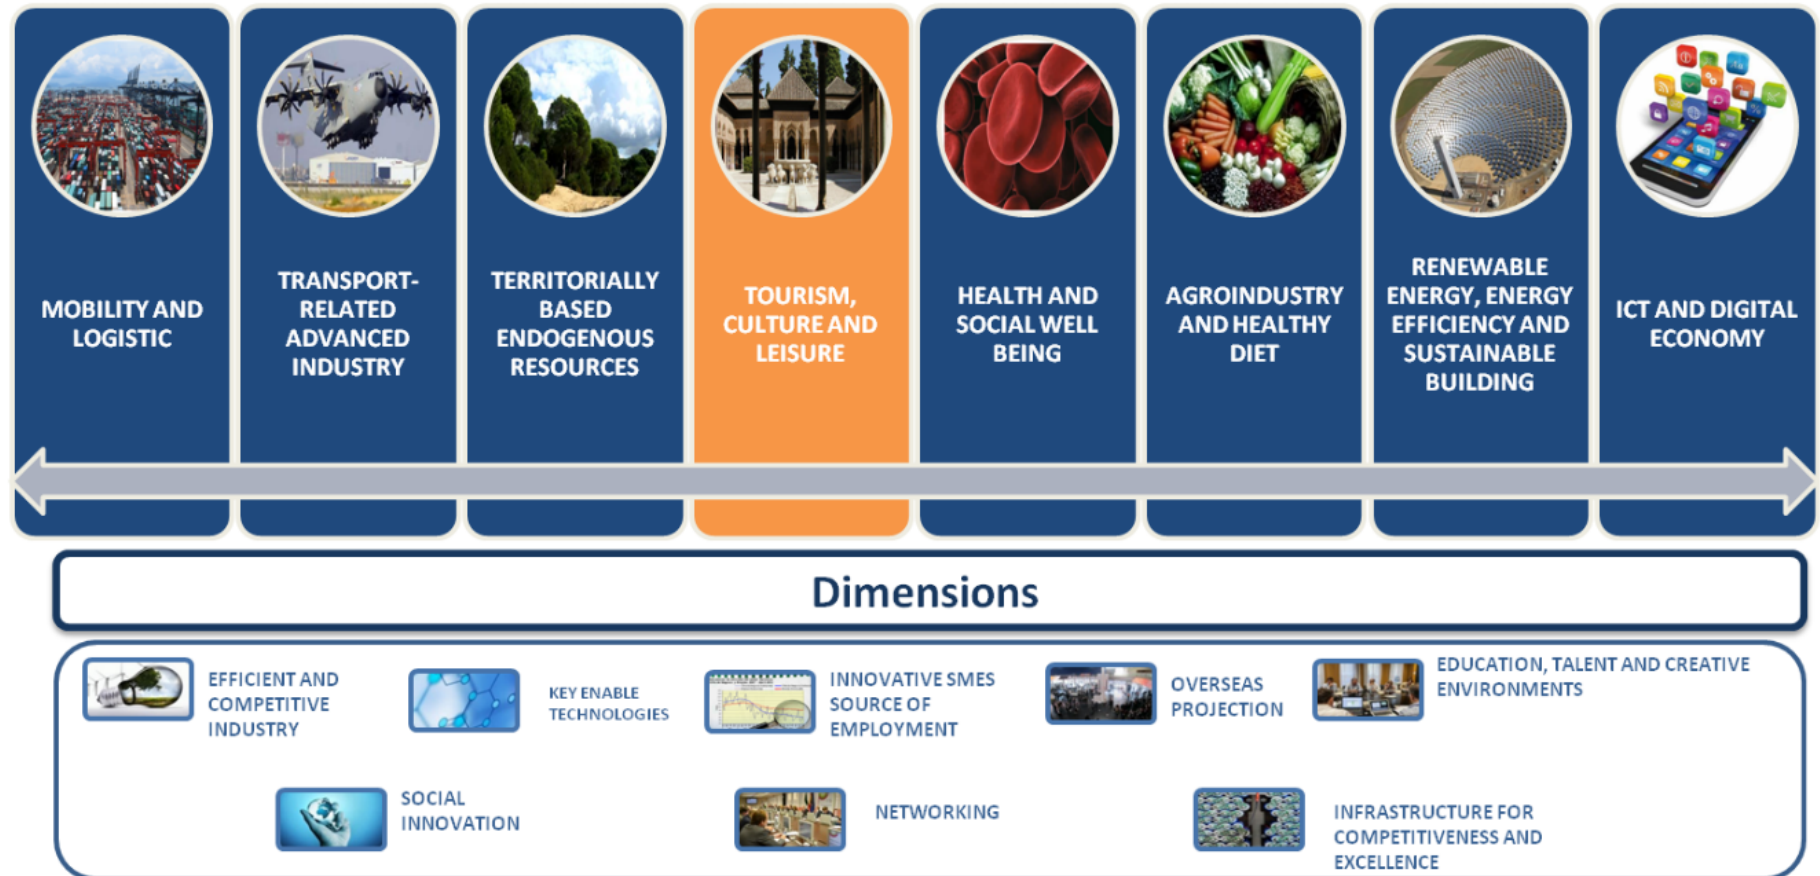 MOBILITY AND
LOGISTIC
TRANSPORT-
RELATED
ADVANCED
INDUSTRY
TERRITORIALLY
BASED
ENDOGENOUS
RESOURCES
TOURISM,
CULTURE AND
LEISURE
HEALTH AND
SOCIAL WELL
BEING
AGROINDUSTRY
AND HEALTHY
DIET
RENEWABLE
ENERGY, ENERGY
EFFICIENCY AND
SUSTAINABLE
BUILDING
ICT AND DIGITAL
ECONOMY
Dimensions
EFFICIENT AND
COMPETITIVE
INDUSTRY
KEY ENABLE
TECHNOLOGIES
INNOVATIVE SMES
SOURCE OF
EMPLOYMENT
OVERSEAS
PROJECTION
EDUCATION, TALENT AND CREATIVE
ENVIRONMENTS
SOCIAL
INNOVATION
NETWORKING
INFRASTRUCTURE FOR
COMPETITIVENESS AND
EXCELLENCE